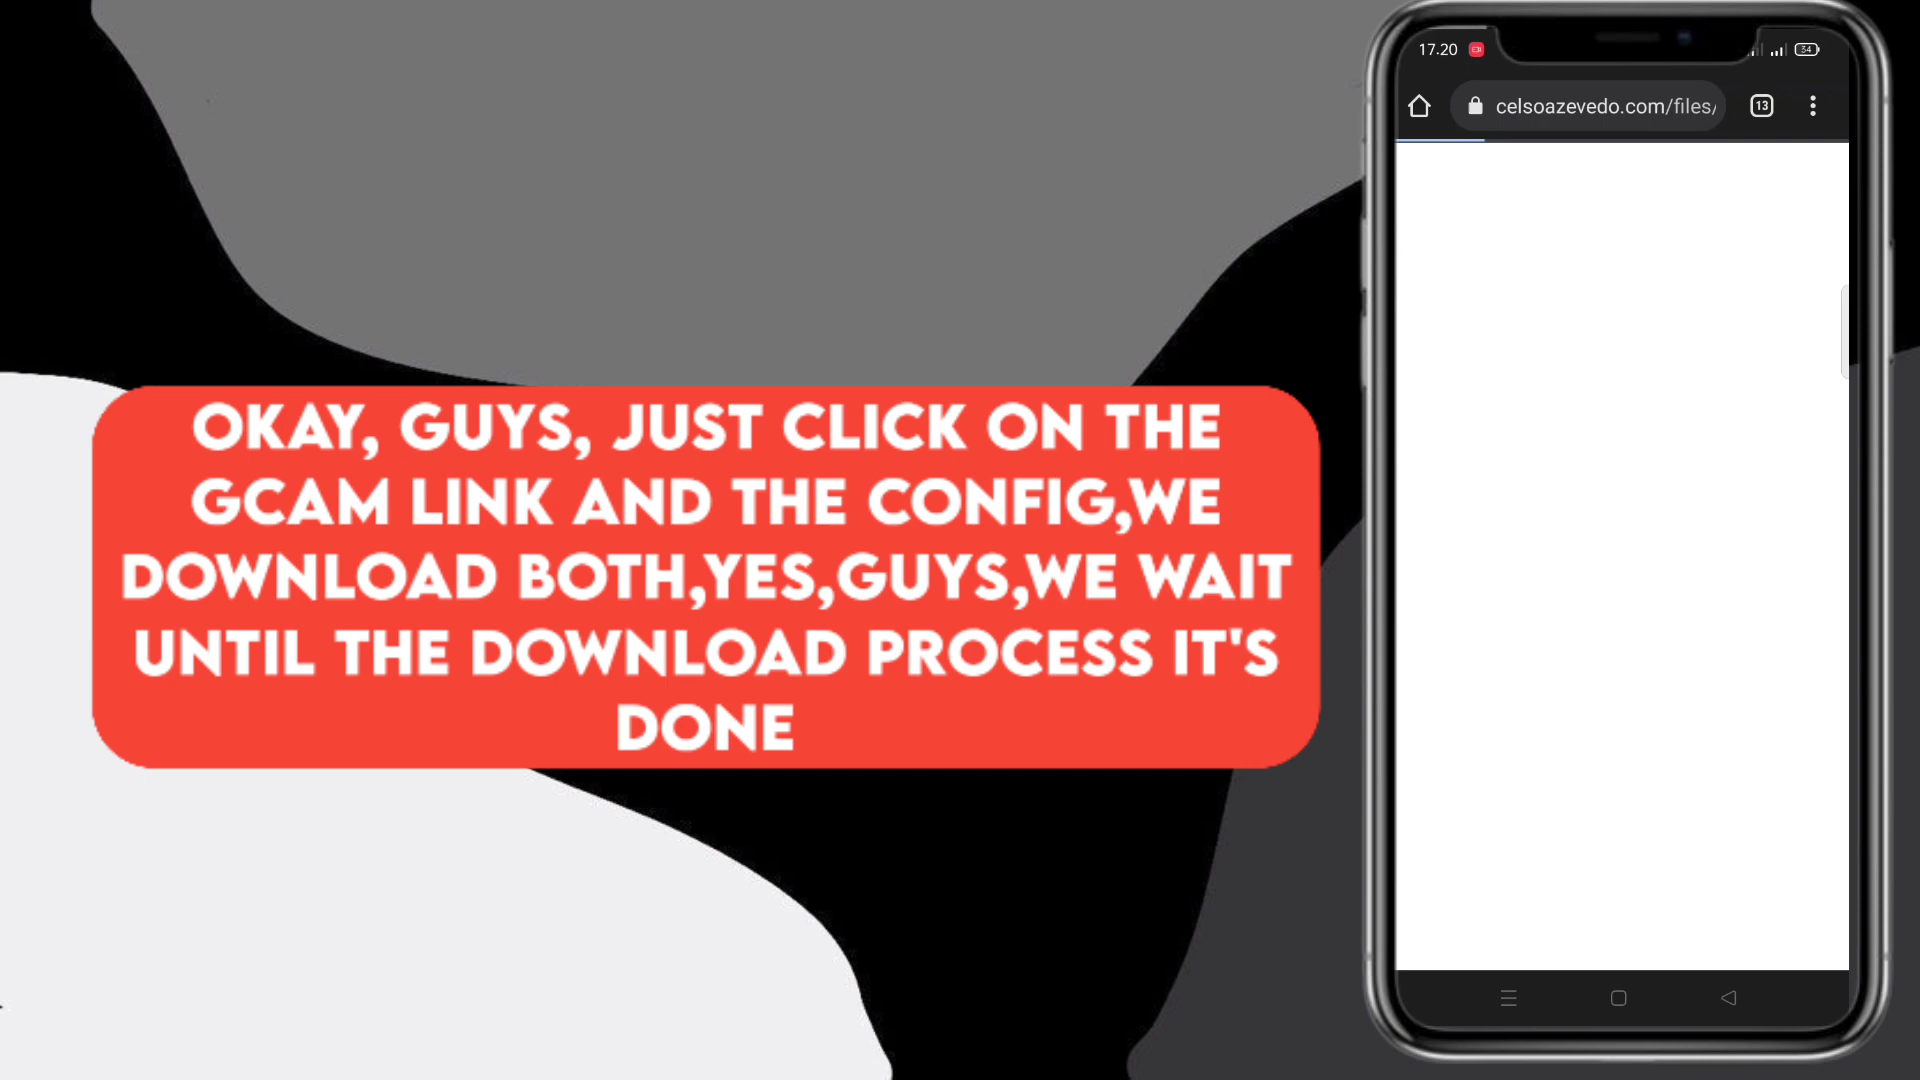 17.20
34
celsoazevedo.com/files/
13
OKAY, GUYS, JUST CLICK ON THE
GCAM LINK AND THE CONFIG,WE
DOWNLOAD BOTH,YES,GUYS,WE WAIT
UNTIL THE DOWNLOAD PROCESS IT'S
DONE